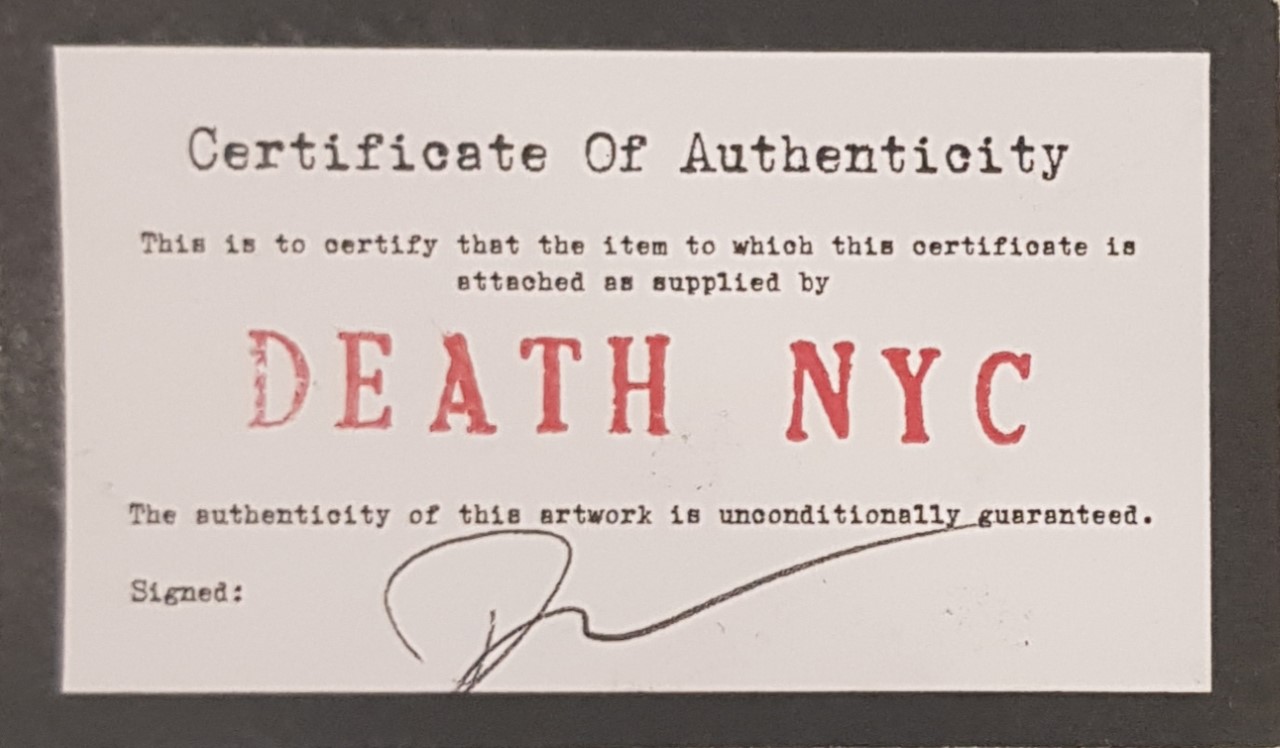 Certificate Of Authenticity
This is to certify that the item to which this certificate is
attached as supplied by
DEATH NYC
The authenticity of this artwork is unconditionally guaranteed.
Signed: